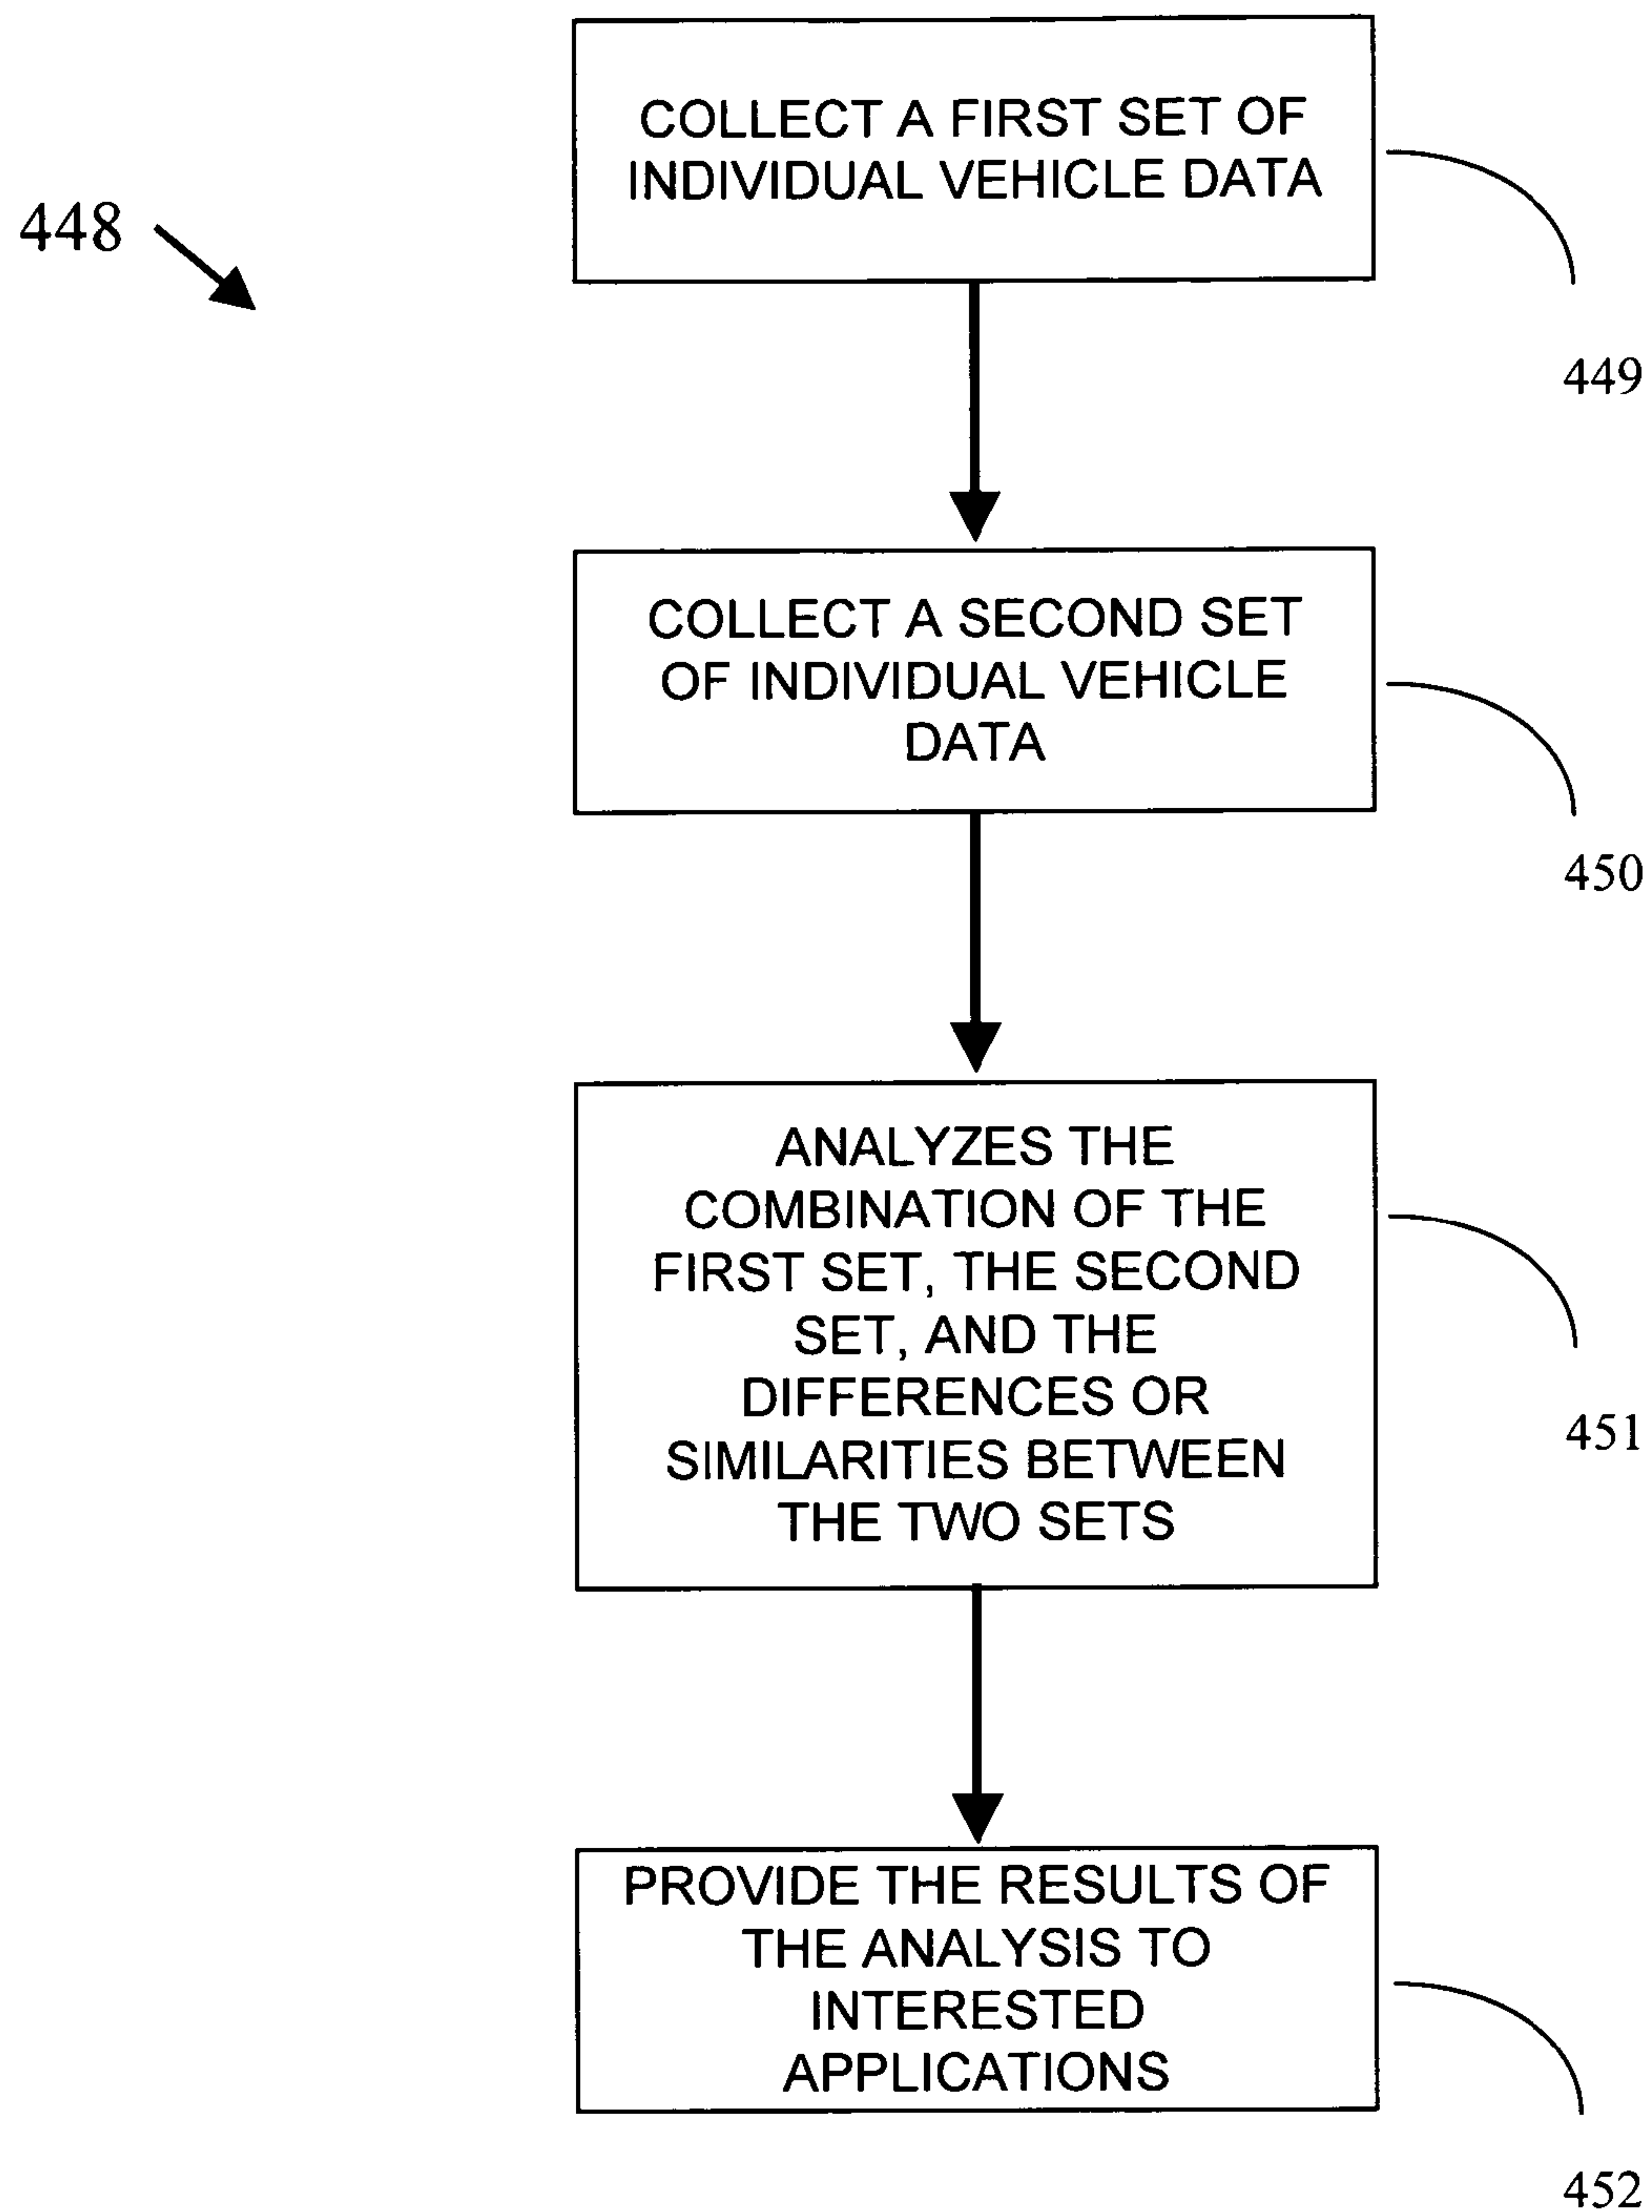 COLLECT A FIRST SET OF
INDIVIDUAL VEHICLE DATA
448
449
COLLECT A SECOND SET
OF INDIVIDUAL VEHICLE
DATA
450
ANALYZES THE
COMBINATION OF THE
FIRST SET, THE SECOND
SET, AND THE
DIFFERENCES OR
SIMILARITIES BETWEEN
THE TWO SETS
451
PROVIDE THE RESULTS OF
THE ANALYSIS TO
INTERESTED
APPLICATIONS
452